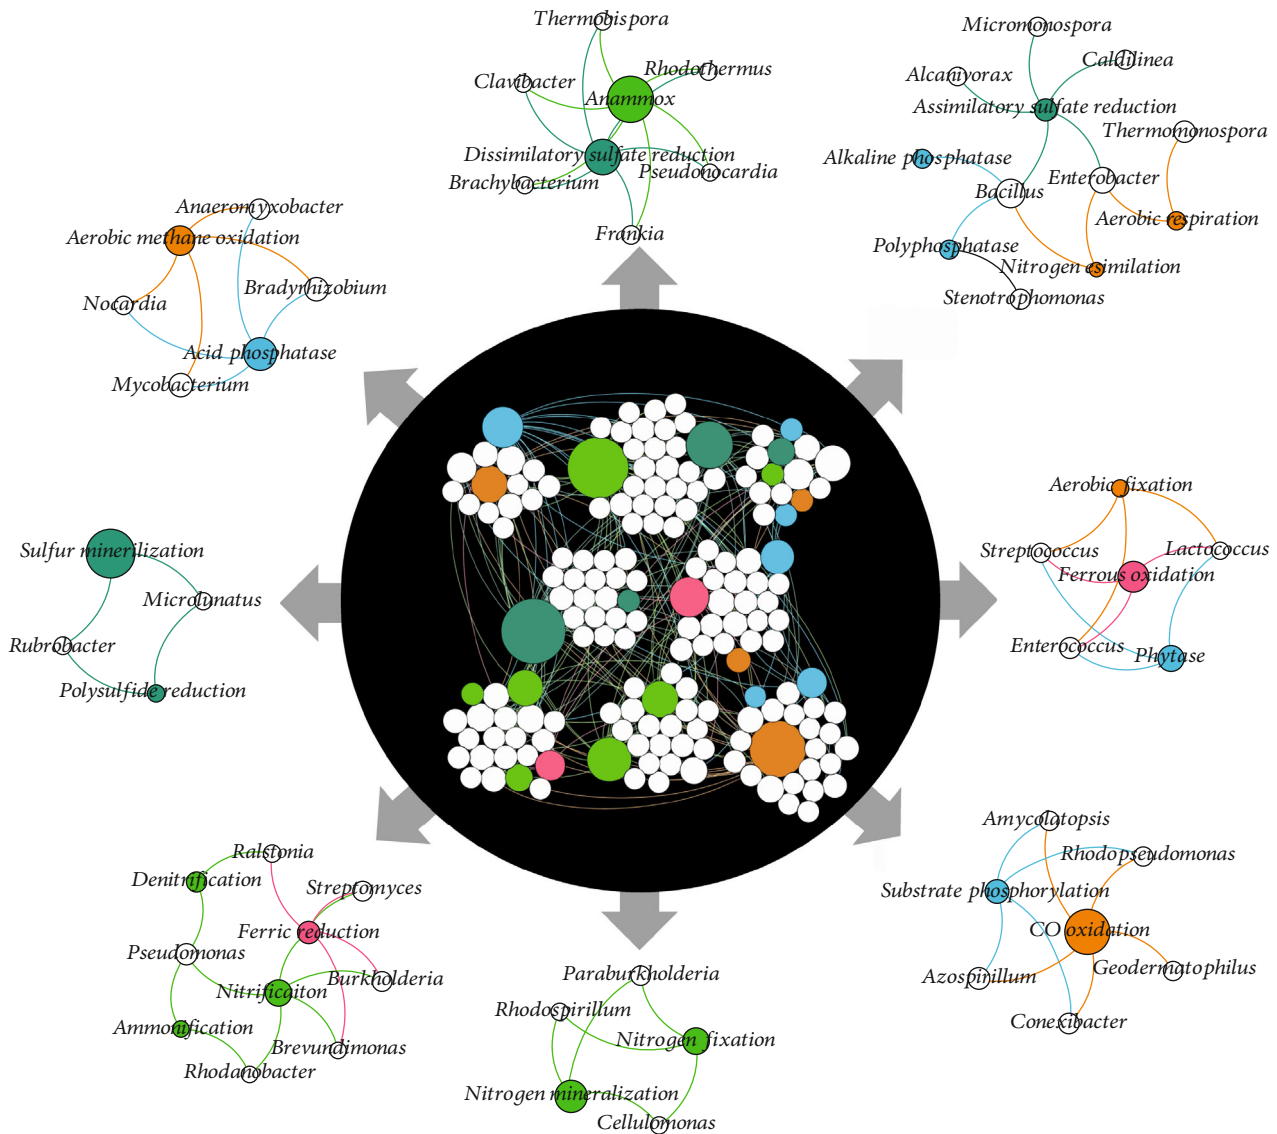 Thermobispora
Clavibacter
Rhodothermus
Anammox
Dissimilatory sulfate reduction
Pseudonocardia
Brachybacterium
Frankia
Micromonospora
Caldilinea
Alcanivorax
Assimilatory sulfate reduction
Thermomonospora
Alkaline phosphatase
Enterobacter
Bacillus
Aerobic respiration
Polyphosphatase
Nitrogen esimilation
Stenotrophomonas
Anaeromyxobacter
Aerobic methane oxidation
Bradyrhizobium
Nocardia
Acid phosphatase
Mycobacterium
Aerobic fixation
Streptococcus
Lactococcus
Ferrous oxidation
Enterococcus
Phytase
Sulfur minerilization
Microlunatus
Rubrobacter
Polysulfide reduction
Amycolatopsis
Rhodopseudomonas
Substrate phosphorylation
CO oxidation
Geodermatophilus
Azospirillum
Conexibacter
Ralstonia
Denitrification
Streptomyces
Ferric reduction
Pseudomonas
Burkholderia
Nitrificaiton
Ammonification
Brevundimonas
Rhodanobacter
Paraburkholderia
Rhodospirillum
Nitrogen fixation
Nitrogen mineralization
Cellulomonas